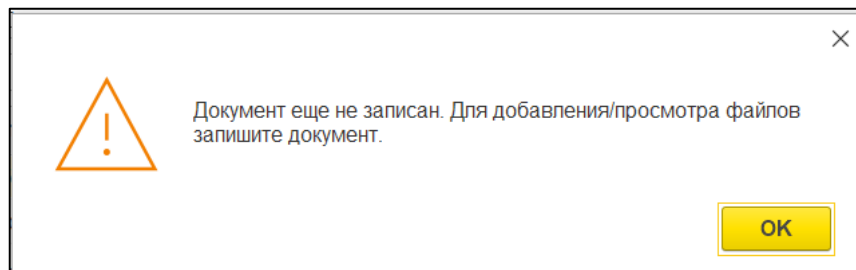 Документ еще не записан. Для добавления/просмотра файлов
запишите документ.
OK